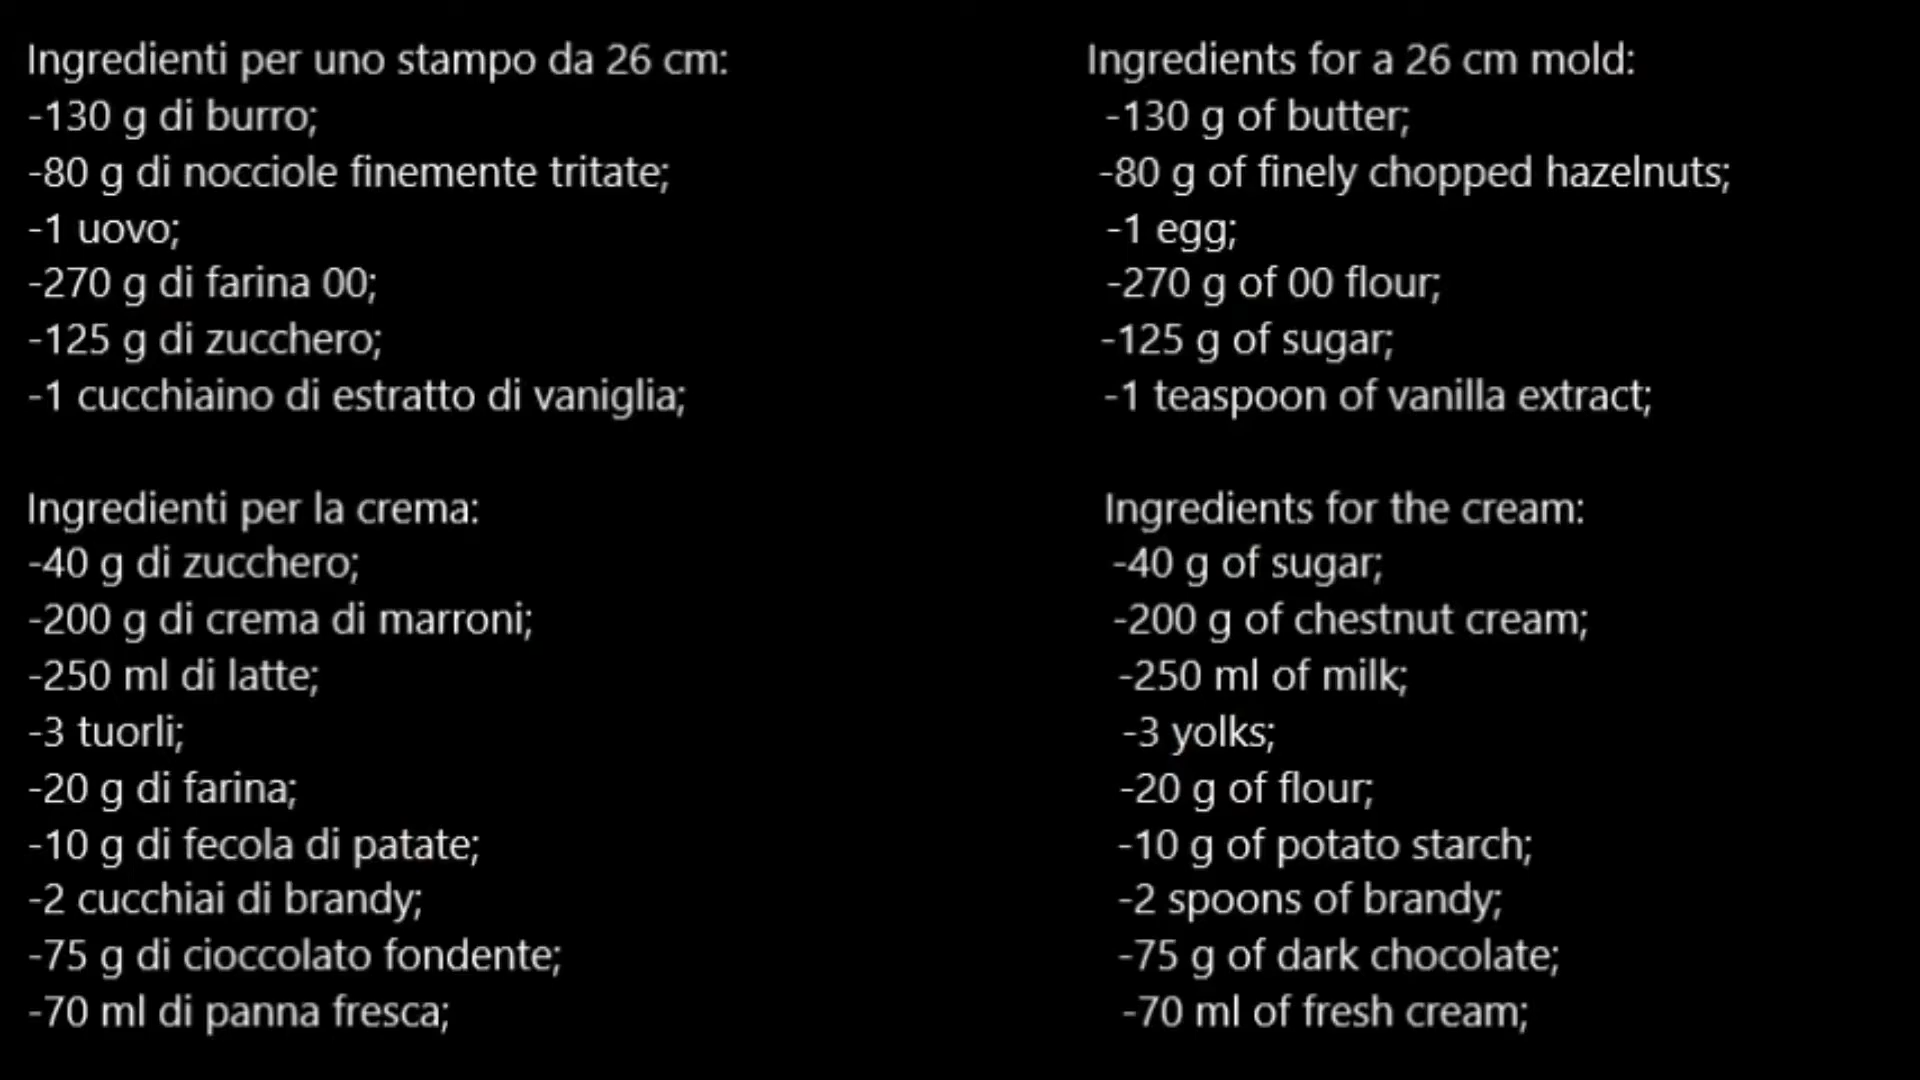 Ingredienti per uno stampo da 26 cm:
-130 g di burro;
-80 g di nocciole finemente tritate;
-1 uovo;
-270 g di farina 00;
-125 g di zucchero;
-1 cucchiaino di estratto di vaniglia;
Ingredienti per la crema:
-40 g di zucchero;
-200 g di crema di marroni;
-250 ml di latte;
-3 tuorli;
-20 g di farina;
-10 g di fecola di patate;
-2 cucchiai di brandy;
-75 g di cioccolato fondente;
-70 ml di panna fresca;
Ingredients for a 26 cm mold:
-130 g of butter;
-80 g of finely chopped hazelnuts;
-1 egg;
-270 g of 00 flour;
-125 g of sugar;
-1 teaspoon of vanilla extract;
Ingredients for the cream:
-40 g of sugar;
-200 g of chestnut cream;
-250 ml of milk;
-3 yolks;
-20 g of flour;
-10 g of potato starch;
-2 spoons of brandy;
-75 g of dark chocolate;
-70 ml of fresh cream;